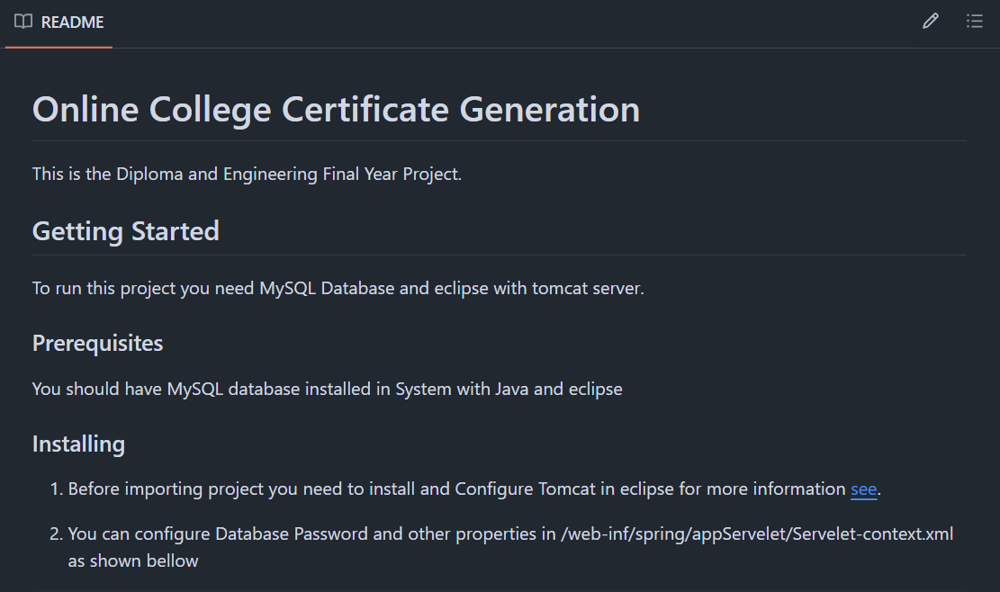 README
Online College Certificate Generation
This is the Diploma and Engineering Final Year Project.
Getting Started
To run this project you need MySQL Database and eclipse with tomcat server.
Prerequisites
You should have MySQL database installed in System with Java and eclipse
Installing
1. Before importing project you need to install and Configure Tomcat in eclipse for more information see.
2. You can configure Database Password and other properties in /web-inf/spring/appServelet/Servelet-context.xml
as shown bellow